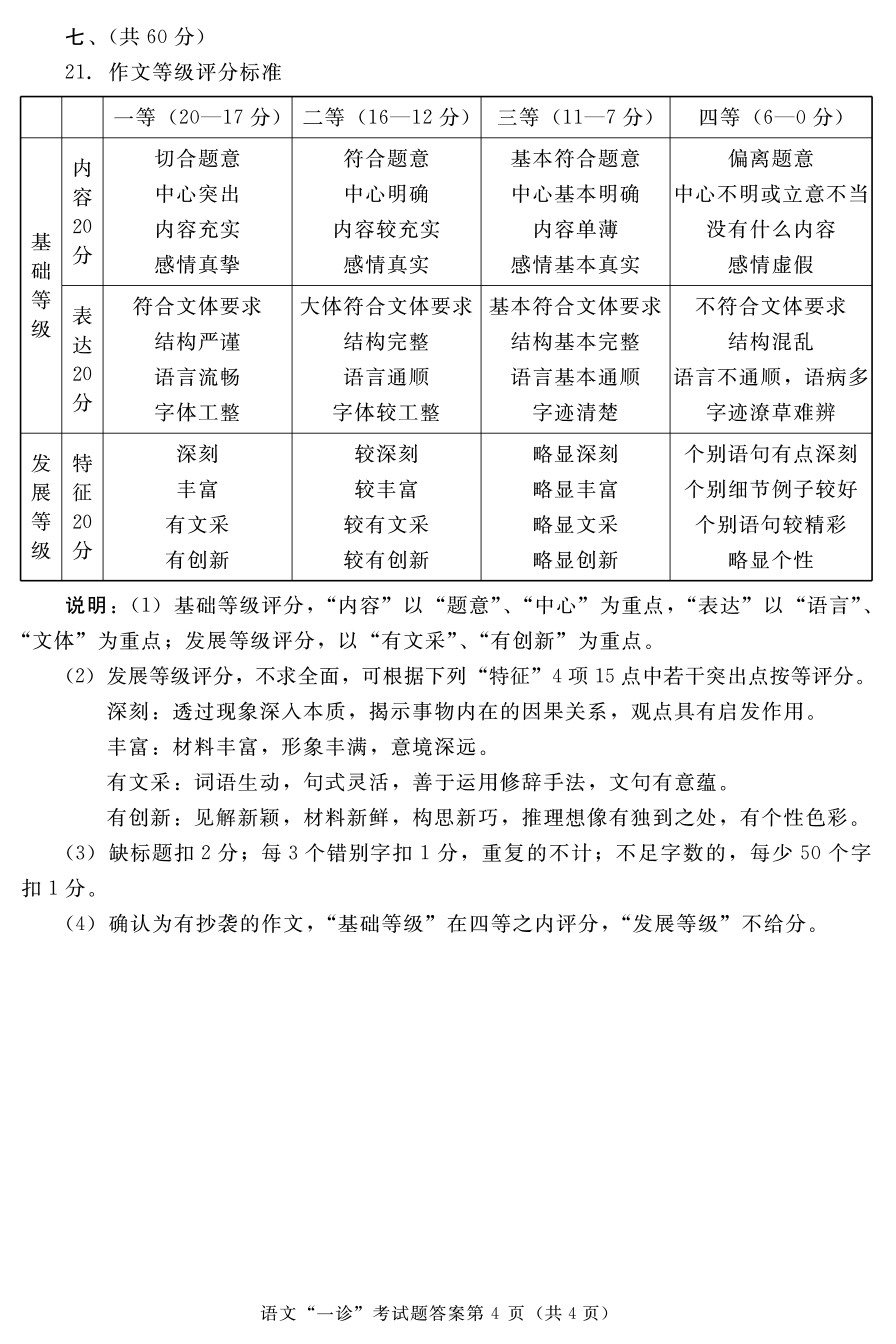 七、（共 60 分）
21．作文等级评分标准
一等（20—17 分） 二等（16—12 分） 三等（11—7 分） 四等（6—0 分）
基础等级
内容20分
切合题意 符合题意 基本符合题意 偏离题意
中心突出 中心明确 中心基本明确 中心不明或立意不当
内容充实 内容较充实 内容单薄 没有什么内容
感情真挚 感情真实 感情基本真实 感情虚假
表达20分
符合文体要求 大体符合文体要求 基本符合文体要求 不符合文体要求
结构严谨 结构完整 结构基本完整 结构混乱
语言流畅 语言通顺 语言基本通顺 语言不通顺，语病多
字体工整 字体较工整 字迹清楚 字迹潦草难辨
发展等级
特征20分
深刻 较深刻 略显深刻 个别语句有点深刻
丰富 较丰富 略显丰富 个别细节例子较好
有文采 较有文采 略显文采 个别语句较精彩
有创新 较有创新 略显创新 略显个性
说明：（1）基础等级评分，“内容”以“题意”、“中心”为重点，“表达”以“语言”、
“文体”为重点；发展等级评分，以“有文采”、“有创新”为重点。
（2）发展等级评分，不求全面，可根据下列“特征”4 项 15 点中若干突出点按等评分。
深刻：透过现象深入本质，揭示事物内在的因果关系，观点具有启发作用。
丰富：材料丰富，形象丰满，意境深远。
有文采：词语生动，句式灵活，善于运用修辞手法，文句有意蕴。
有创新：见解新颖，材料新鲜，构思新巧，推理想像有独到之处，有个性色彩。
（3）缺标题扣 2 分；每 3 个错别字扣 1 分，重复的不计；不足字数的，每少 50 个字
扣 1 分。
（4）确认为有抄袭的作文，“基础等级”在四等之内评分，“发展等级”不给分。
语文“一诊”考试题答案第 4 页（共 4 页）